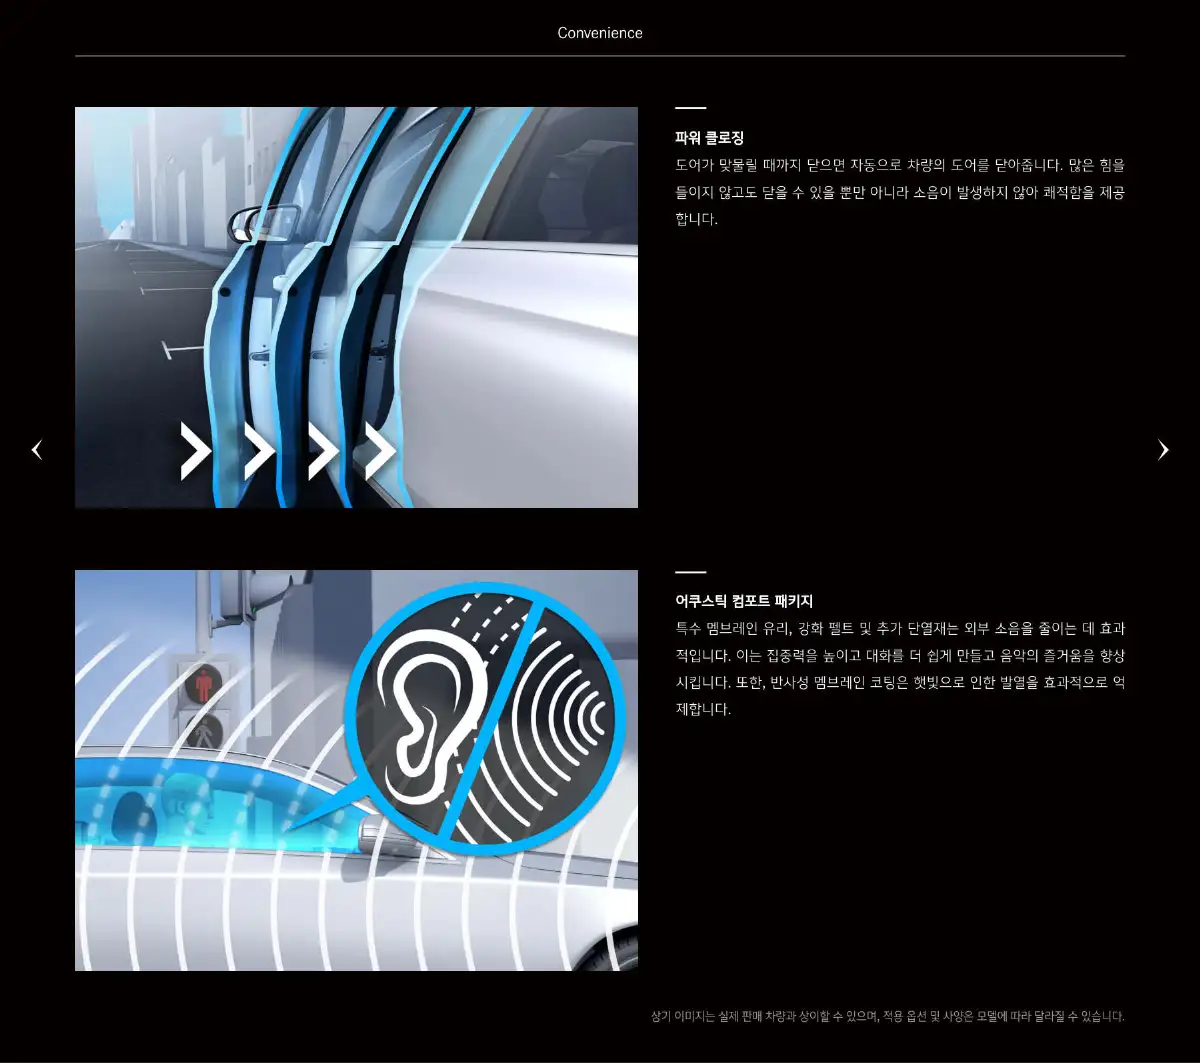 Convenience
파워 클로징
도어가 맞물릴 때까지 닫으면 자동으로 차량의 도어를 닫아줍니다. 많은 힘을
들이지 않고도 닫을 수 있을 뿐만 아니라 소음이 발생하지 않아 쾌적함을 제공
합니다.
어쿠스틱 컴포트 패키지
특수 멤브레인 유리, 강화 펠트 및 추가 단열재는 외부 소음을 줄이는 데 효과
적입니다. 이는 집중력을 높이고 대화를 더 쉽게 만들고 음악의 즐거움을 향상
시킵니다. 또한, 반사성 멤브레인 코팅은 햇빛으로 인한 발열을 효과적으로 억
제합니다.
상기 이미지는 실제 판매 차량과 상이할 수 있으며, 적용 옵션 및 사양은 모델에 따라 달라질 수 있습니다.